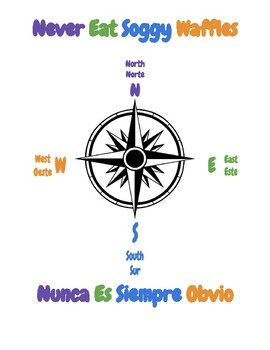 Never Eat Soggy Waffles
North
Norte
N
West
Oeste
W
E
East
Este
S
South
Sur
Nunca Es Siempre Obvio